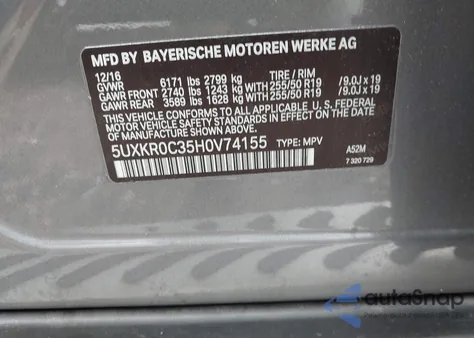 MFD BY BAYERISCHE MOTOREN WERKE AG
12/16 TIRE / RIM
GVWR 6171 lbs 2799 kg
GAWR FRONT 2740 lbs 1243 kg WITH 255/50 R19 /9.0J x 19
GAWR REAR 3589 lbs 1628 kg WITH 255/50 R19 /9.0J x 19
THIS VEHICLE CONFORMS TO ALL APPLICABLE
U.S. FEDERAL MOTOR VEHICLE SAFETY
STANDARDS IN EFFECT ON THE DATE OF
MANUFACTURE SHOWN ABOVE.
5UXKR0C35H0V74155 TYPE: MPV A52M
7 320 729
autoSnap